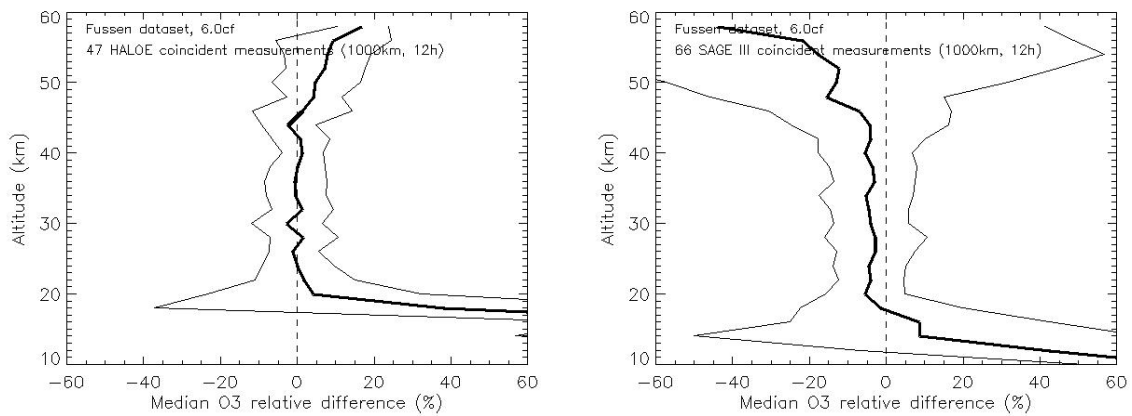 60
Fussen dataset, 6.0cf
47 HALOE coincident measurements (1000km, 12h)
50
40
30
20
10
Altitude (km)
−60 −40 −20 0 20 40 60
Median O3 relative difference (%)
60
Fussen dataset, 6.0cf
66 SAGE III coincident measurements (1000km, 12h)
50
40
30
20
10
Altitude (km)
−60 −40 −20 0 20 40 60
Median O3 relative difference (%)